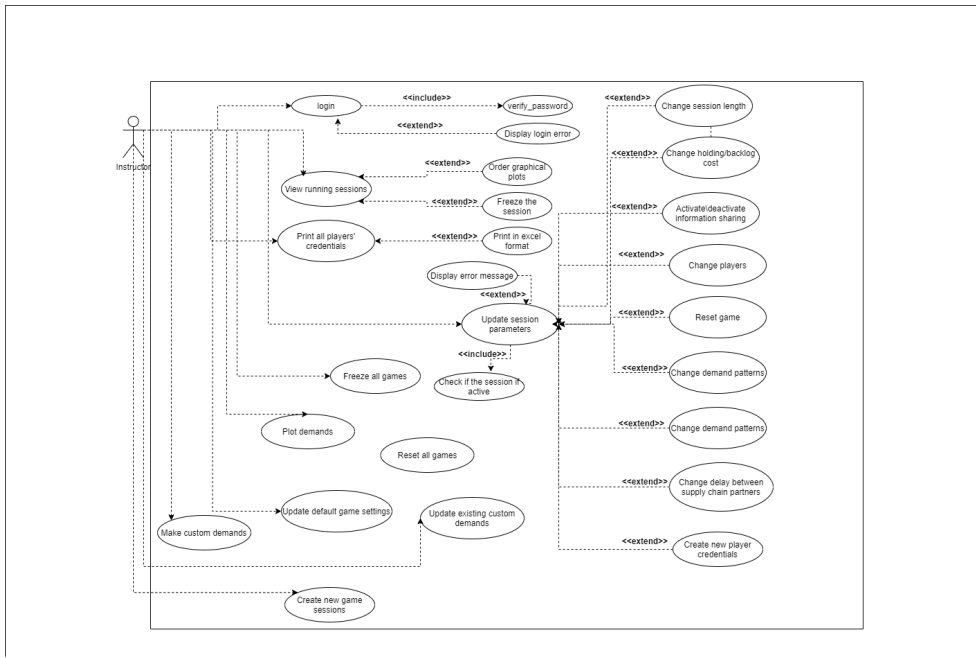 login
<<include>>
verify_password
<<extend>>
Display login error
Instructor
View running sessions
<<extend>>
Order graphical
plots
<<extend>>
Freeze the
session
Print all players'
credentials
<<extend>>
Print in excel
format
Display error message
<<extend>>
Update session
parameters
<<include>>
Check if the session if
active
Freeze all games
Plot demands
Reset all games
Update default game settings
Update existing custom
demands
Make custom demands
Create new game
sessions
<<extend>>
Change session length
<<extend>>
Change holding/backlog
cost
<<extend>>
Activate\deactivate
information sharing
<<extend>>
Change players
<<extend>>
Reset game
<<extend>>
Change demand patterns
<<extend>>
Change demand patterns
<<extend>>
Change delay between
supply chain partners
<<extend>>
Create new player
credentials